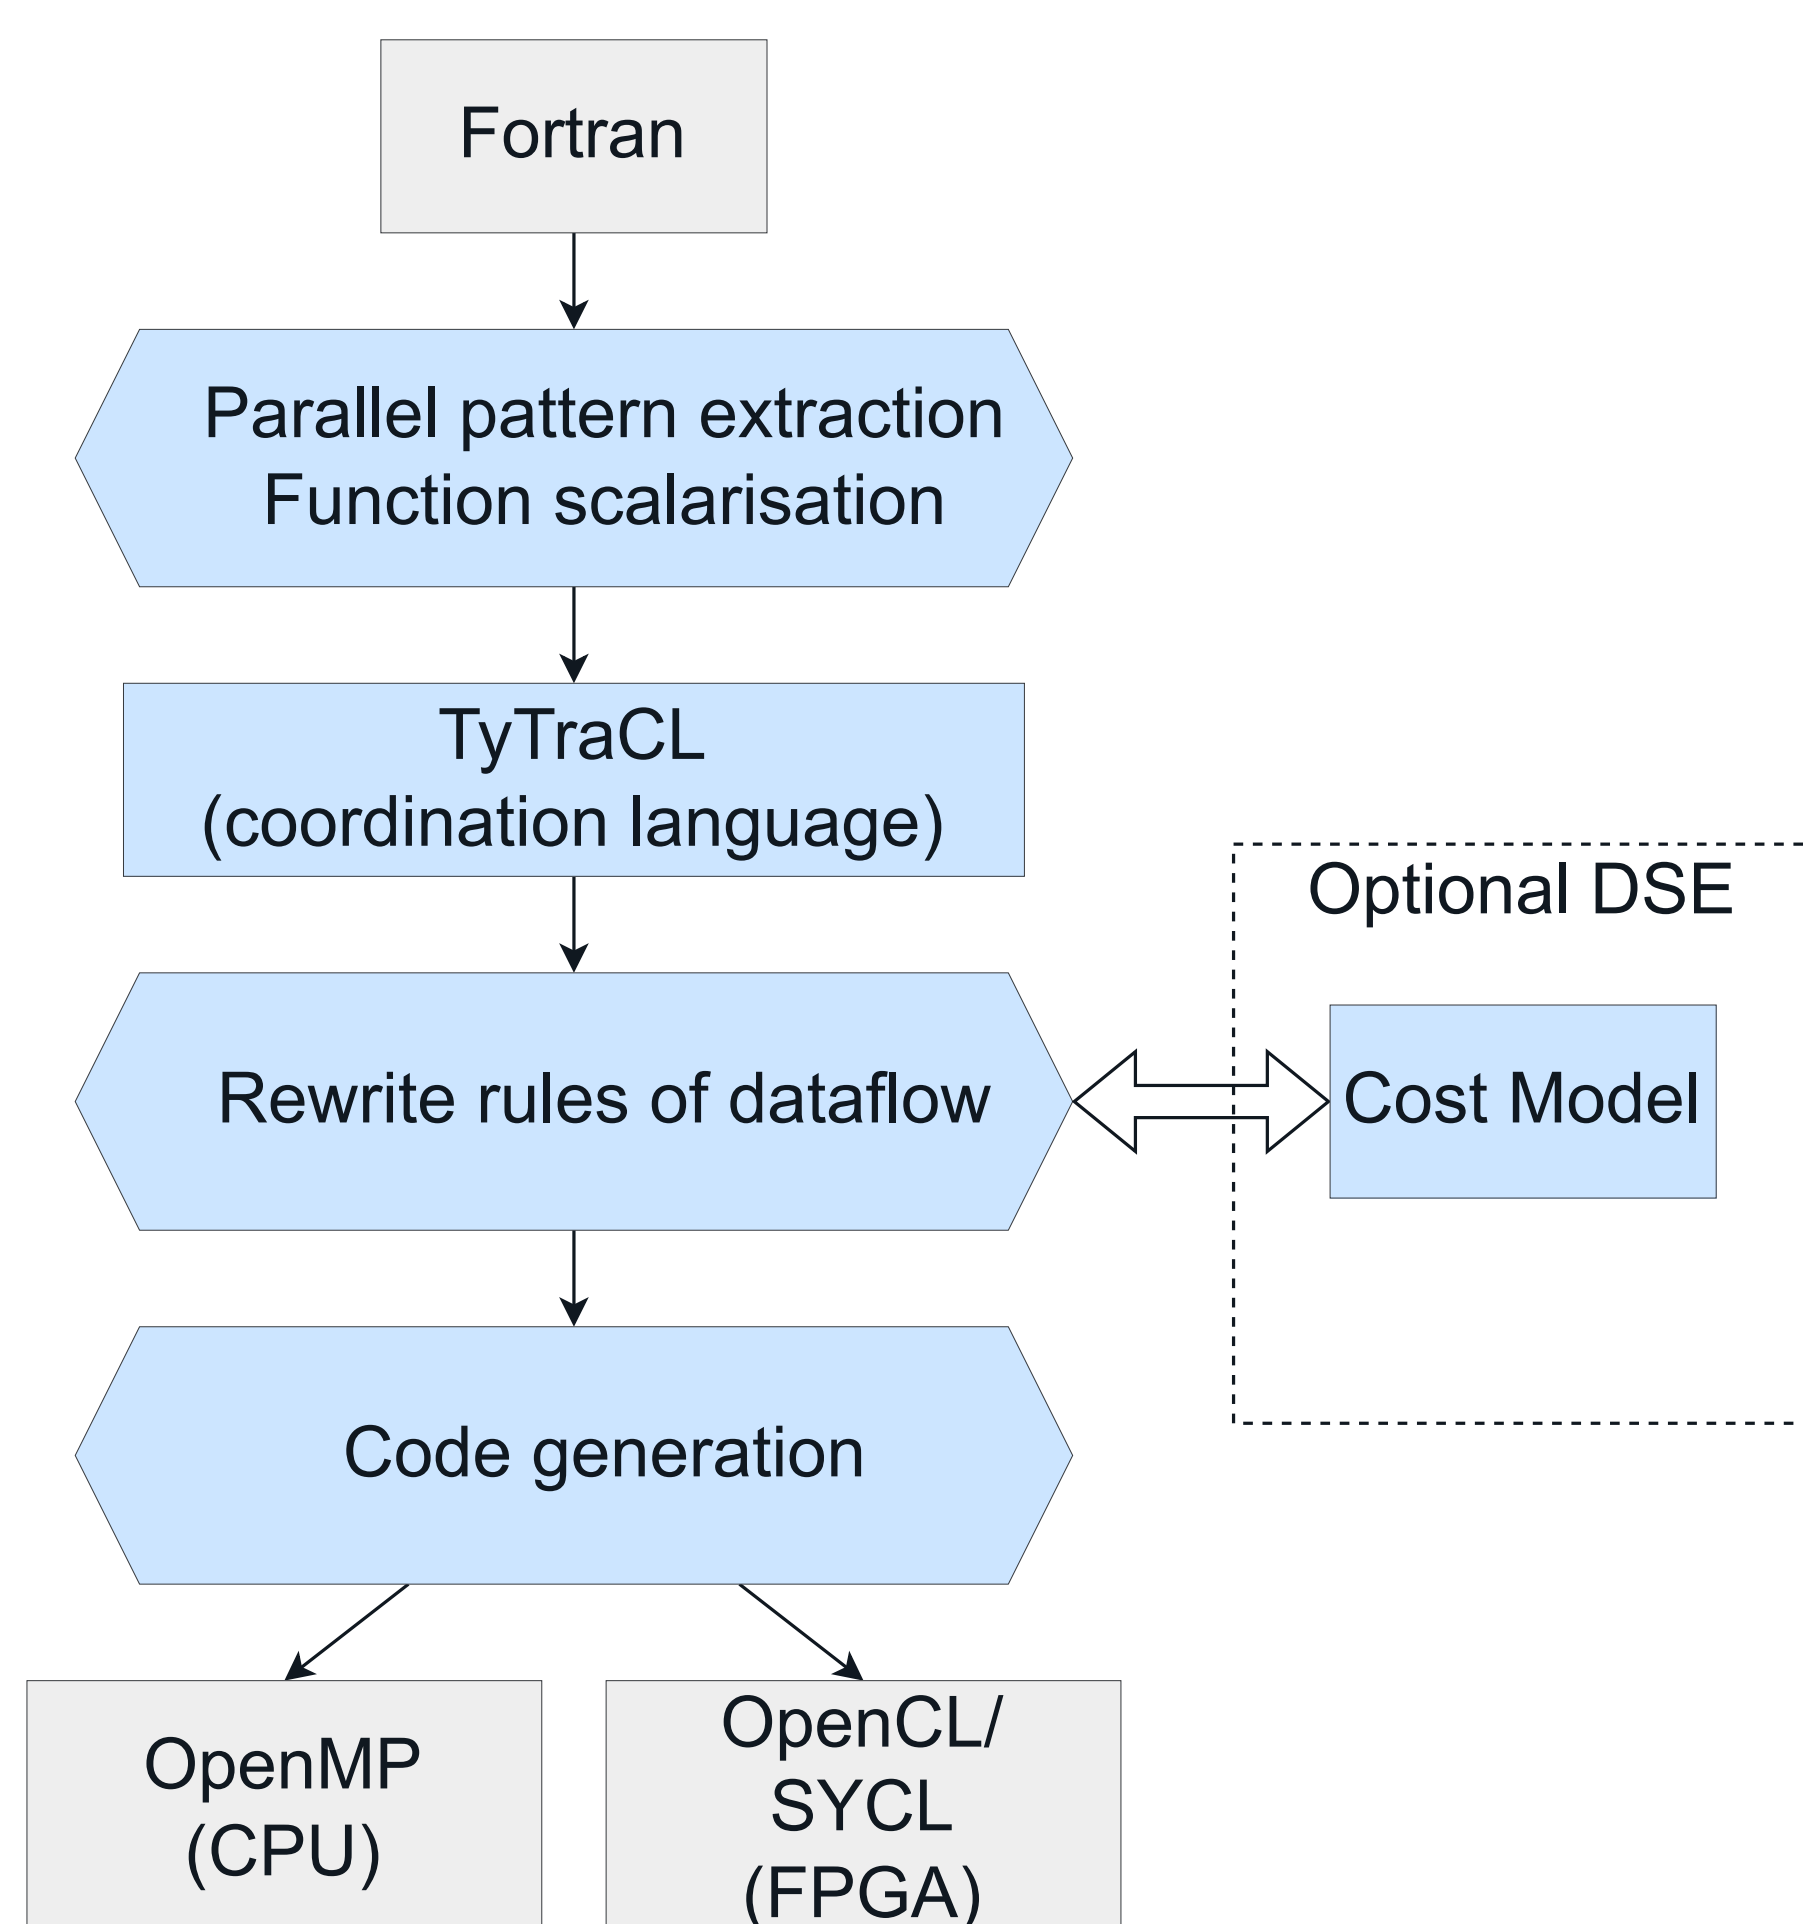 Fortran
Parallel pattern extraction
Function scalarisation
TyTraCL
(coordination language)
Optional DSE
Rewrite rules of dataflow
Cost Model
Code generation
OpenMP
(CPU)
OpenCL/
SYCL
(FPGA)